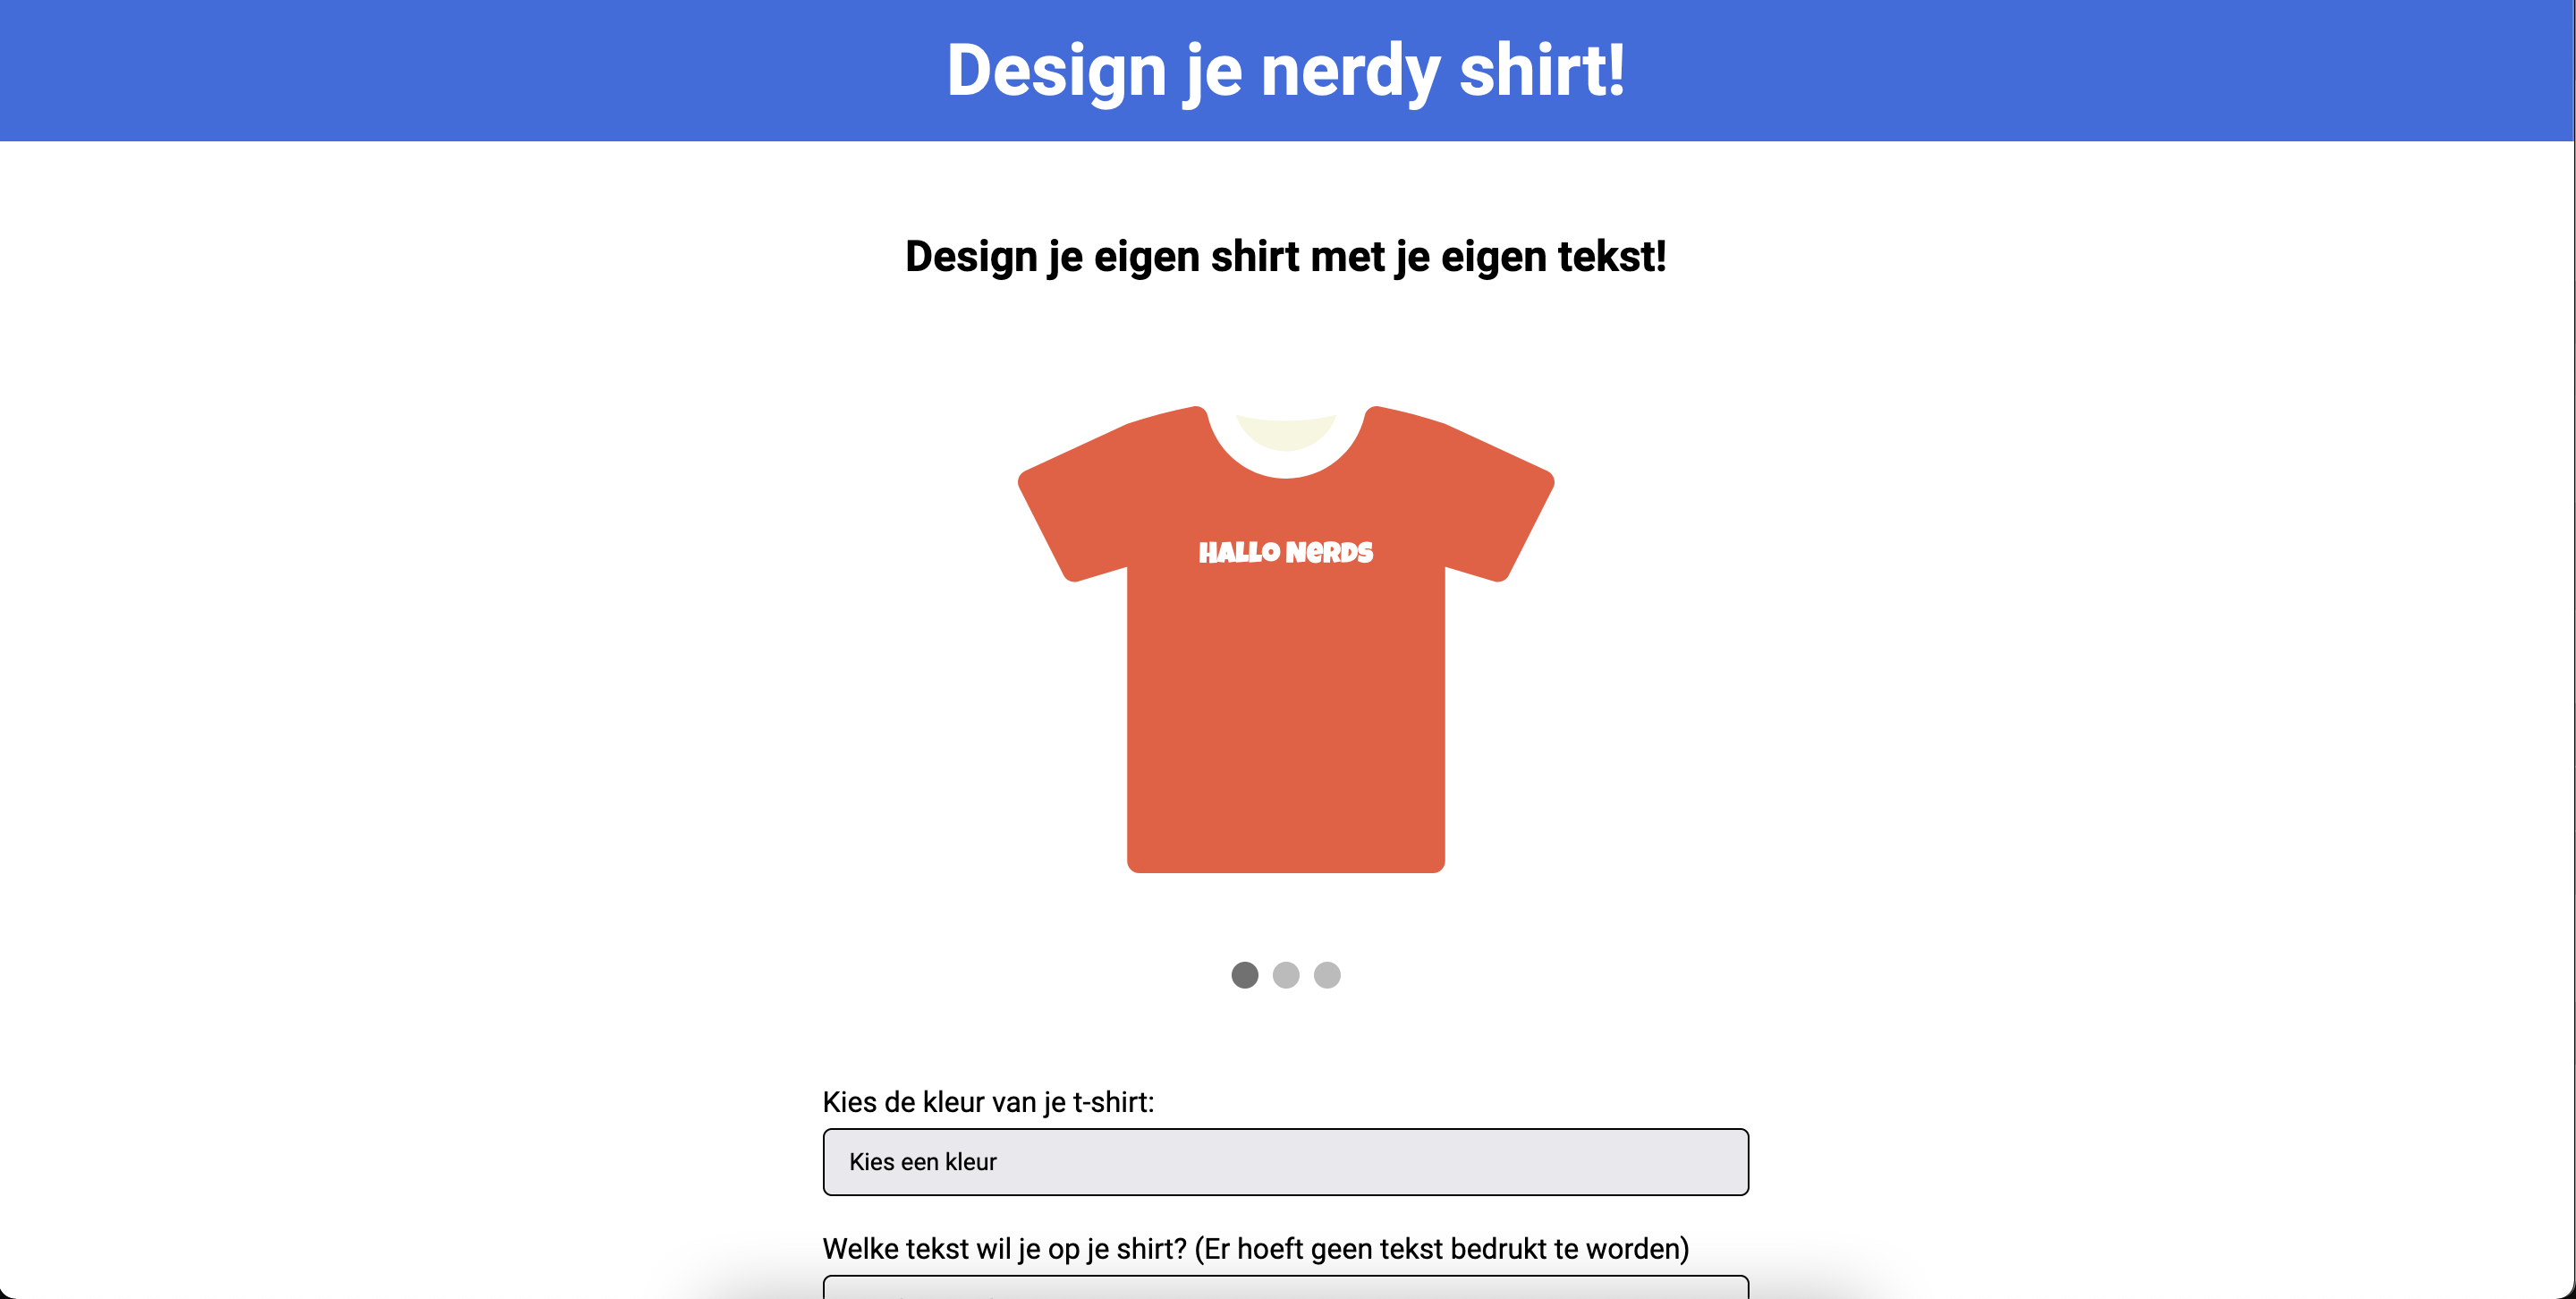 Design je nerdy shirt!
Design je eigen shirt met je eigen tekst!
HALLO NeRDS
Kies de kleur van je t-shirt:
Kies een kleur
Welke tekst wil je op je shirt? (Er hoeft geen tekst bedrukt te worden)